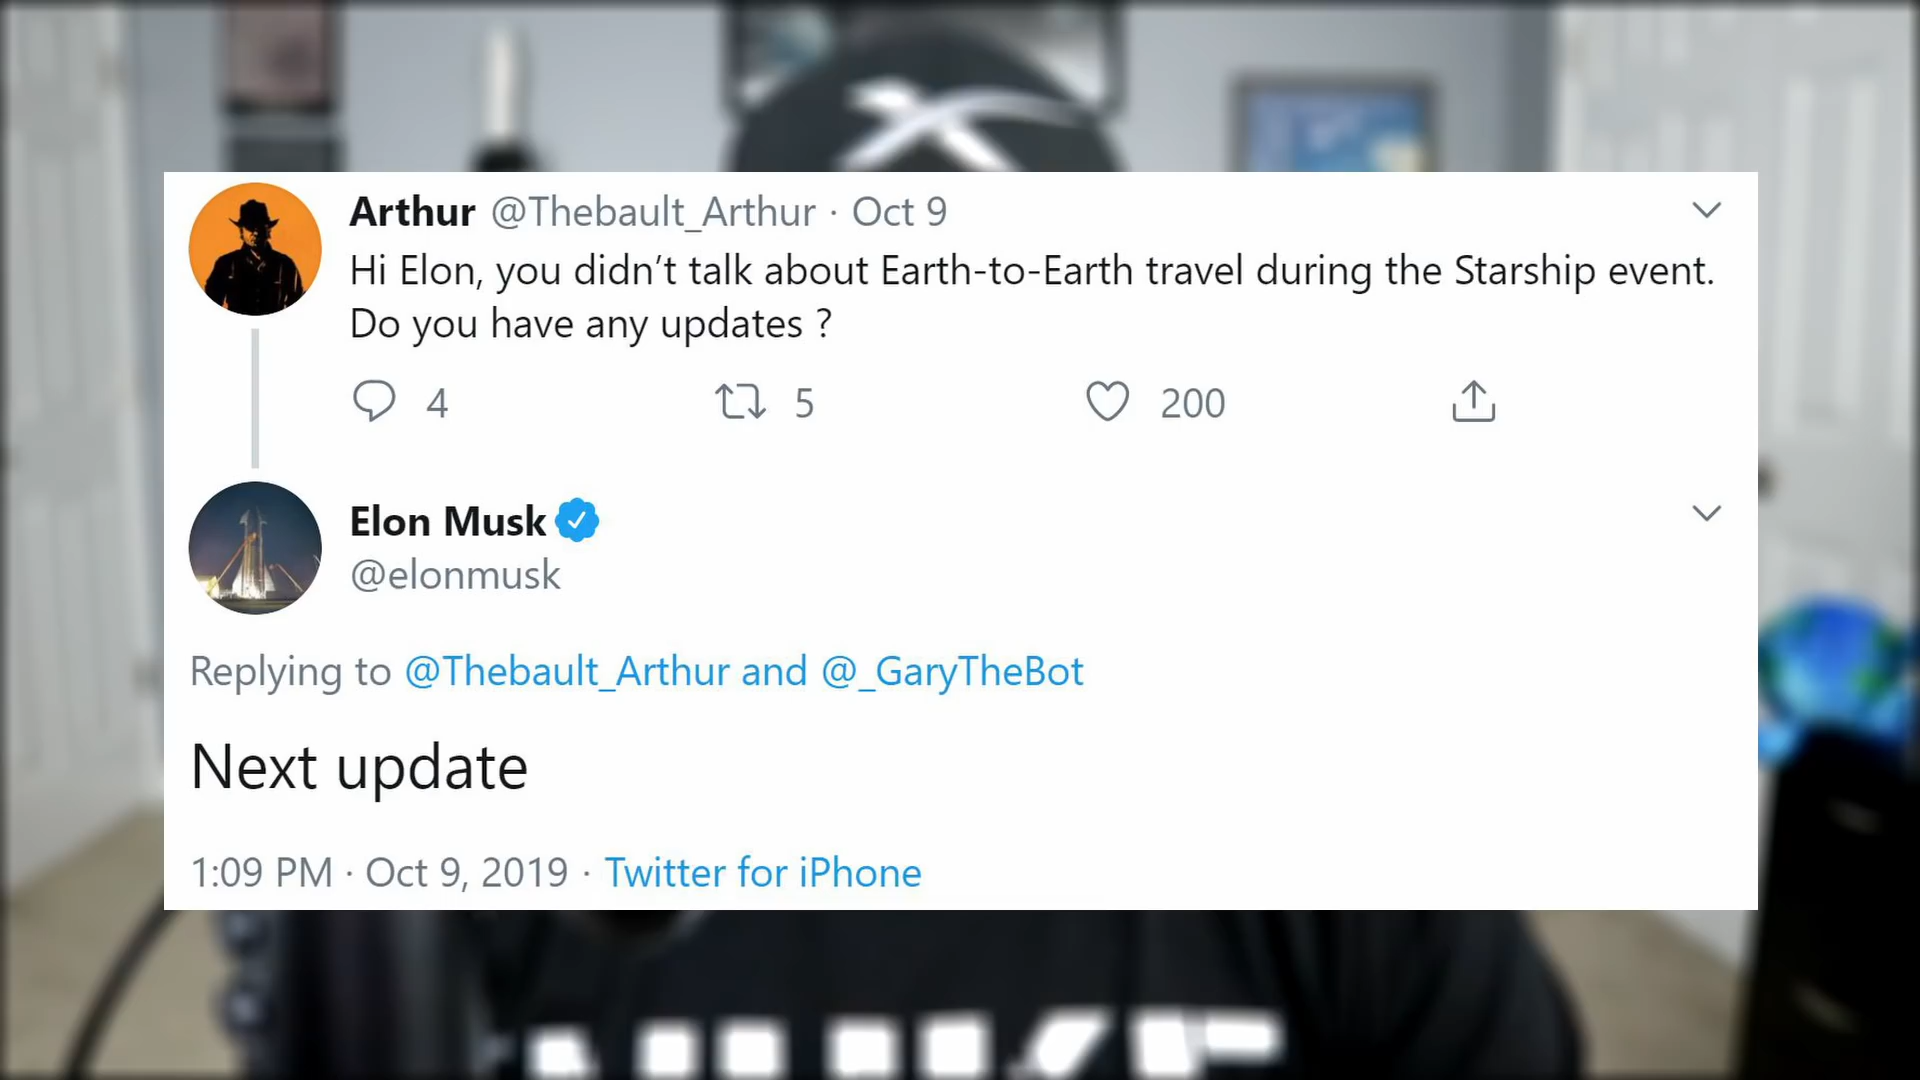 Arthur @Thebault_Arthur · Oct 9
Hi Elon, you didn’t talk about Earth-to-Earth travel during the Starship event.
Do you have any updates ?
4 5 200
Elon Musk
@elonmusk
Replying to @Thebault_Arthur and @_GaryTheBot
Next update
1:09 PM · Oct 9, 2019 · Twitter for iPhone